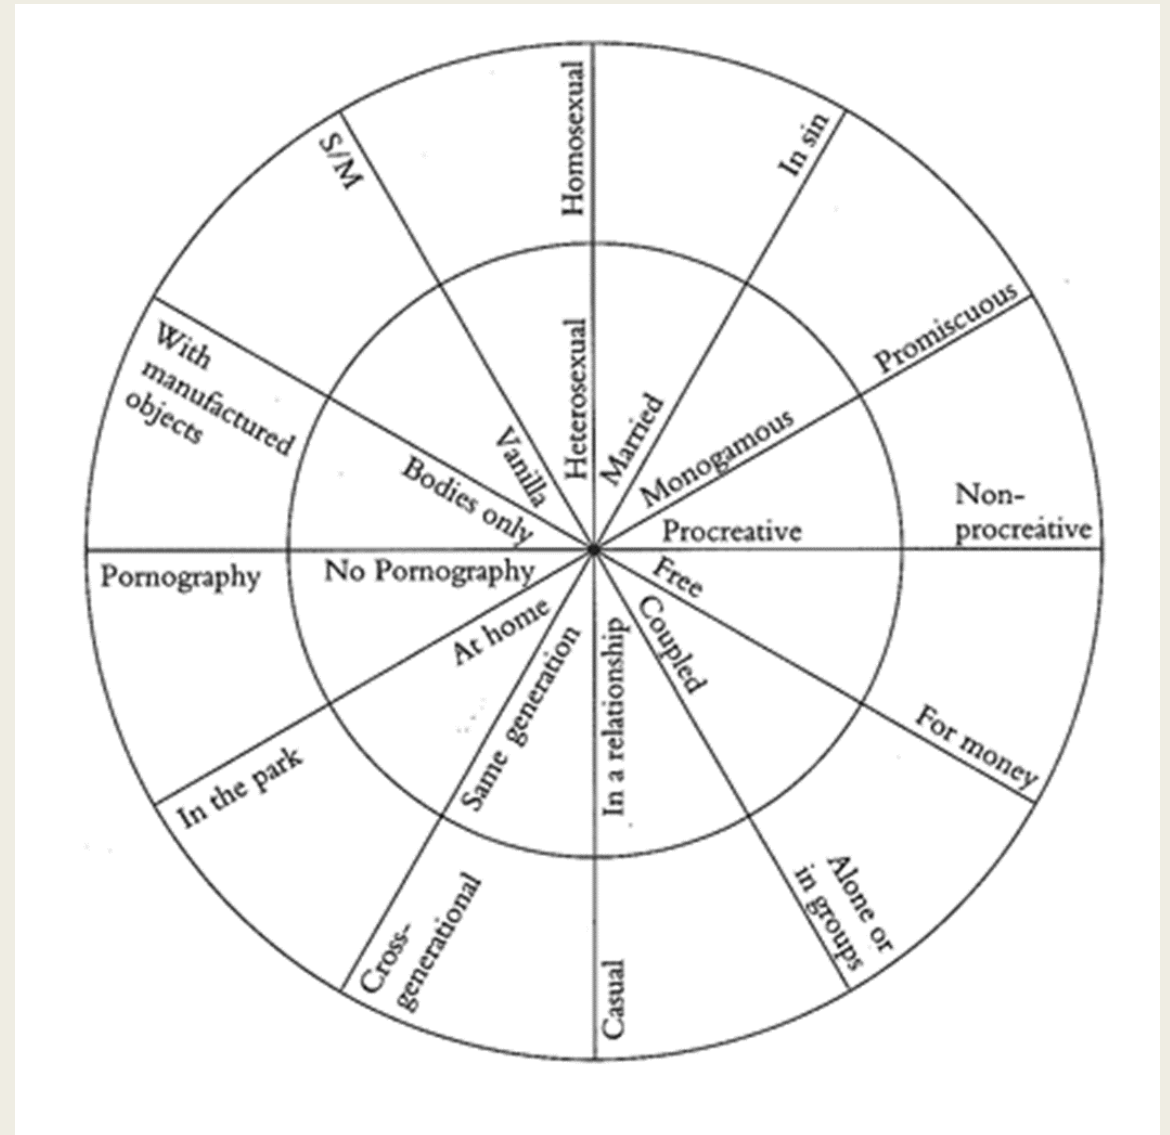 Homosexual
Heterosexual
In sin
Married
Promiscuous
Monogamous
Non-
procreative
Procreative
Free
For money
Coupled
Alone or
in groups
In a relationship
Casual
Same generation
Cross-
generational
At home
In the park
No Pornography
Pornography
Bodies only
With
manufactured
objects
Vanilla
S/M